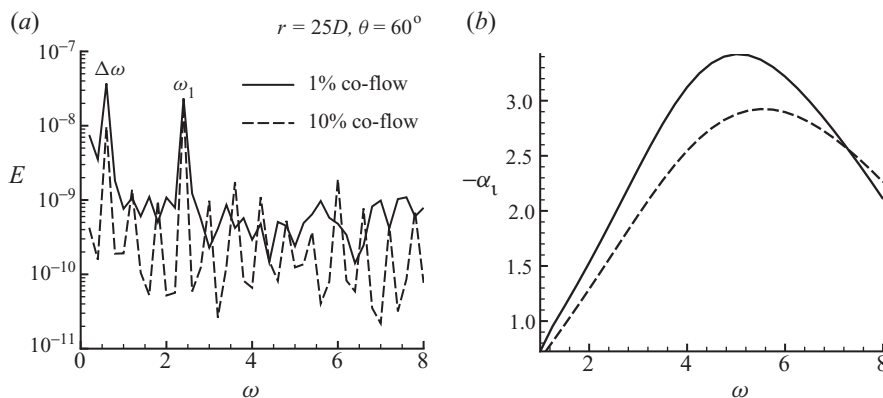 (a)
r = 25D, θ = 60°
10⁻⁷
10⁻⁸
10⁻⁹
10⁻¹⁰
10⁻¹¹
E
Δω
ω₁
1% co-flow
10% co-flow
0 2 4 6 8
ω
(b)
3.0
2.5
2.0
1.5
1.0
−αι
2 4 6 8
ω